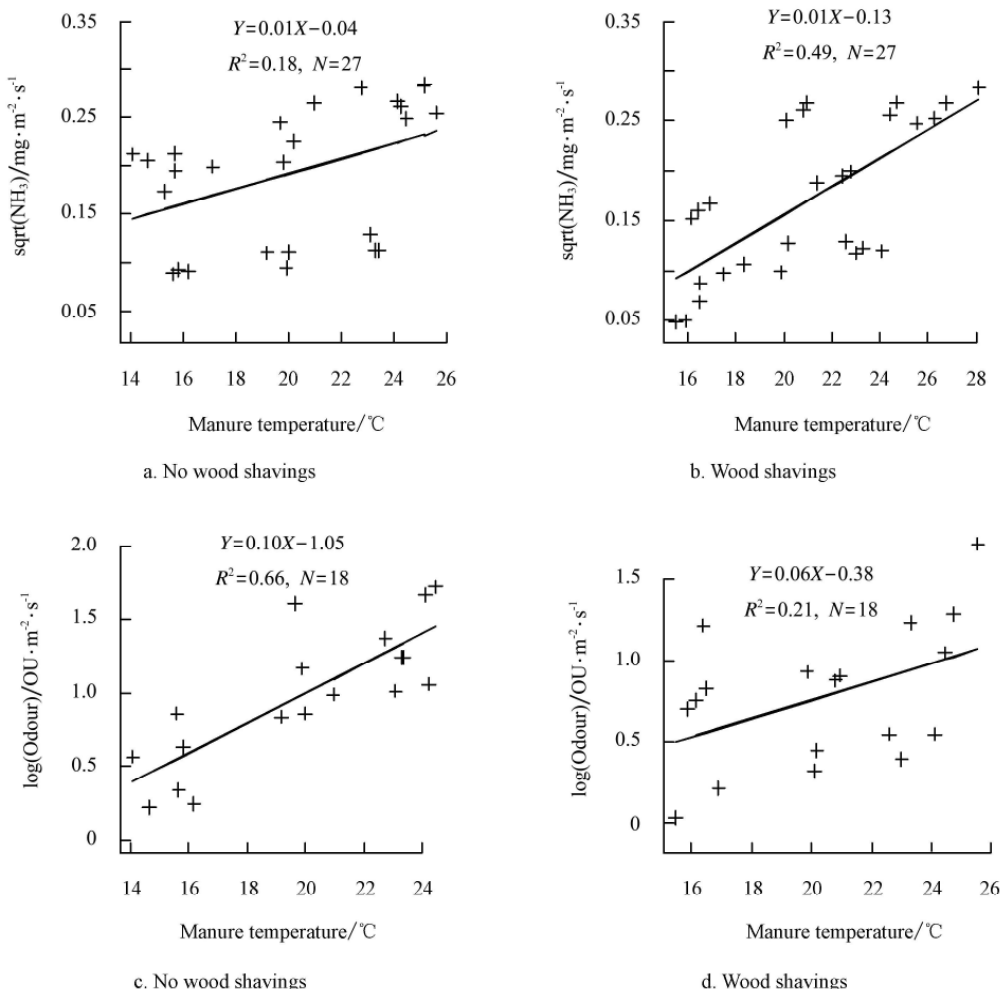 Y=0.01X−0.04
R²=0.18, N=27
sqrt(NH₃)/mg·m⁻²·s⁻¹
0.35
0.25
0.15
0.05
14 16 18 20 22 24 26
Manure temperature/℃
a. No wood shavings
Y=0.01X−0.13
R²=0.49, N=27
sqrt(NH₃)/mg·m⁻²·s⁻¹
0.35
0.25
0.15
0.05
16 18 20 22 24 26 28
Manure temperature/℃
b. Wood shavings
Y=0.10X−1.05
R²=0.66, N=18
log(Odour)/OU·m⁻²·s⁻¹
2.0
1.5
1.0
0.5
0
14 16 18 20 22 24
Manure temperature/℃
c. No wood shavings
Y=0.06X−0.38
R²=0.21, N=18
log(Odour)/OU·m⁻²·s⁻¹
1.5
1.0
0.5
0
16 18 20 22 24 26
Manure temperature/℃
d. Wood shavings